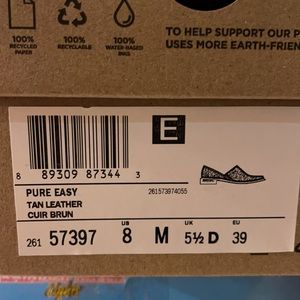 100%
RECYCLED
PAPER
100%
RECYCLABLE
100%
WATER-BASED
INKS
TO HELP SUPPORT OUR P
USES MORE EARTH-FRIEN
E
8 89309 87344 3
PURE EASY
261573974055
TAN LEATHER
CUIR BRUN
US UK EU
261 57397 8 M 5½ D 39